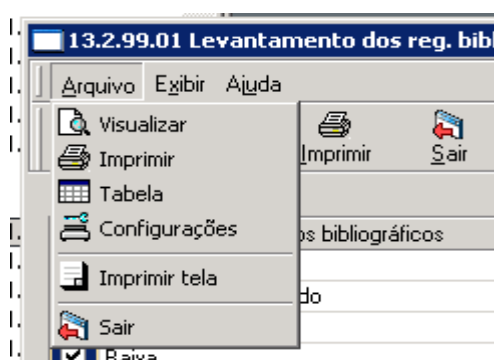 13.2.99.01 Levantamento dos reg. bibl
Arquivo Exibir Ajuda
Visualizar
Imprimir
Imprimir Sair
Tabela
Configurações
os bibliográficos
Imprimir tela
do
Sair
Baixa